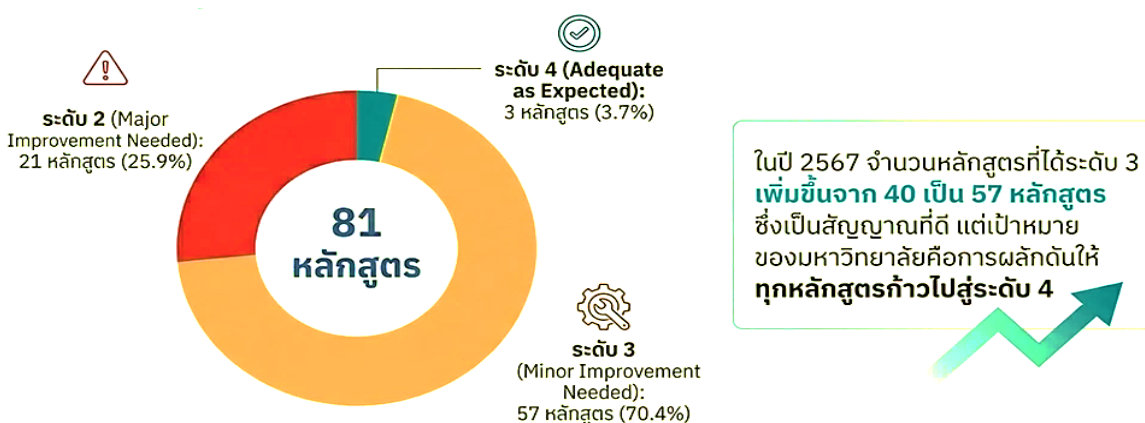 ระดับ 4 (Adequate
as Expected):
3 หลักสูตร (3.7%)
ระดับ 2 (Major
Improvement Needed):
21 หลักสูตร (25.9%)
81
หลักสูตร
ระดับ 3
(Minor Improvement
Needed):
57 หลักสูตร (70.4%)
ในปี 2567 จำนวนหลักสูตรที่ได้ระดับ 3
เพิ่มขึ้นจาก 40 เป็น 57 หลักสูตร
ซึ่งเป็นสัญญาณที่ดี แต่เป้าหมาย
ของมหาวิทยาลัยคือการผลักดันให้
ทุกหลักสูตรก้าวไปสู่ระดับ 4